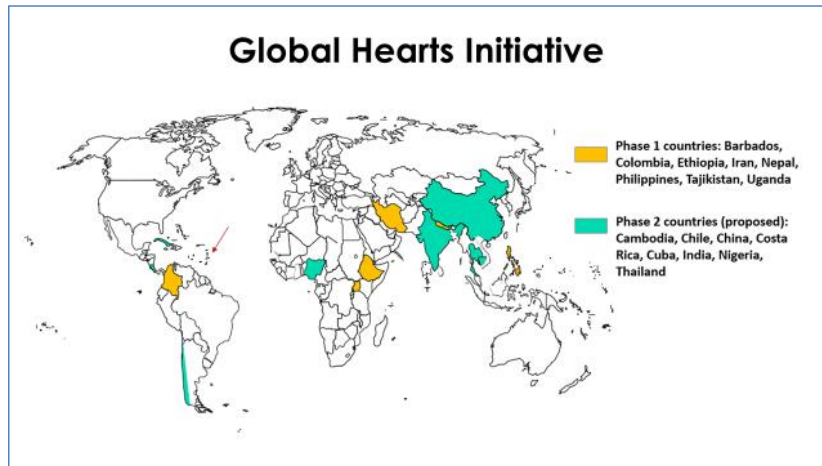 Global Hearts Initiative
Phase 1 countries: Barbados,
Colombia, Ethiopia, Iran, Nepal,
Philippines, Tajikistan, Uganda
Phase 2 countries (proposed):
Cambodia, Chile, China, Costa
Rica, Cuba, India, Nigeria,
Thailand